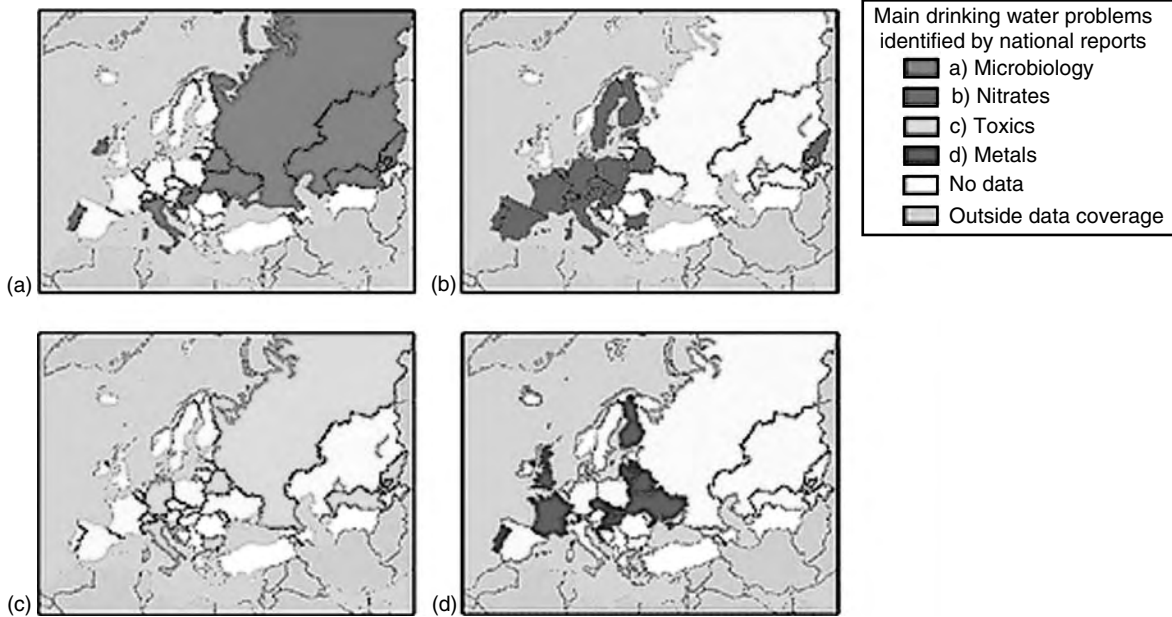 Main drinking water problems
identified by national reports
a) Microbiology
b) Nitrates
c) Toxics
d) Metals
No data
Outside data coverage
(a)
(b)
(c)
(d)